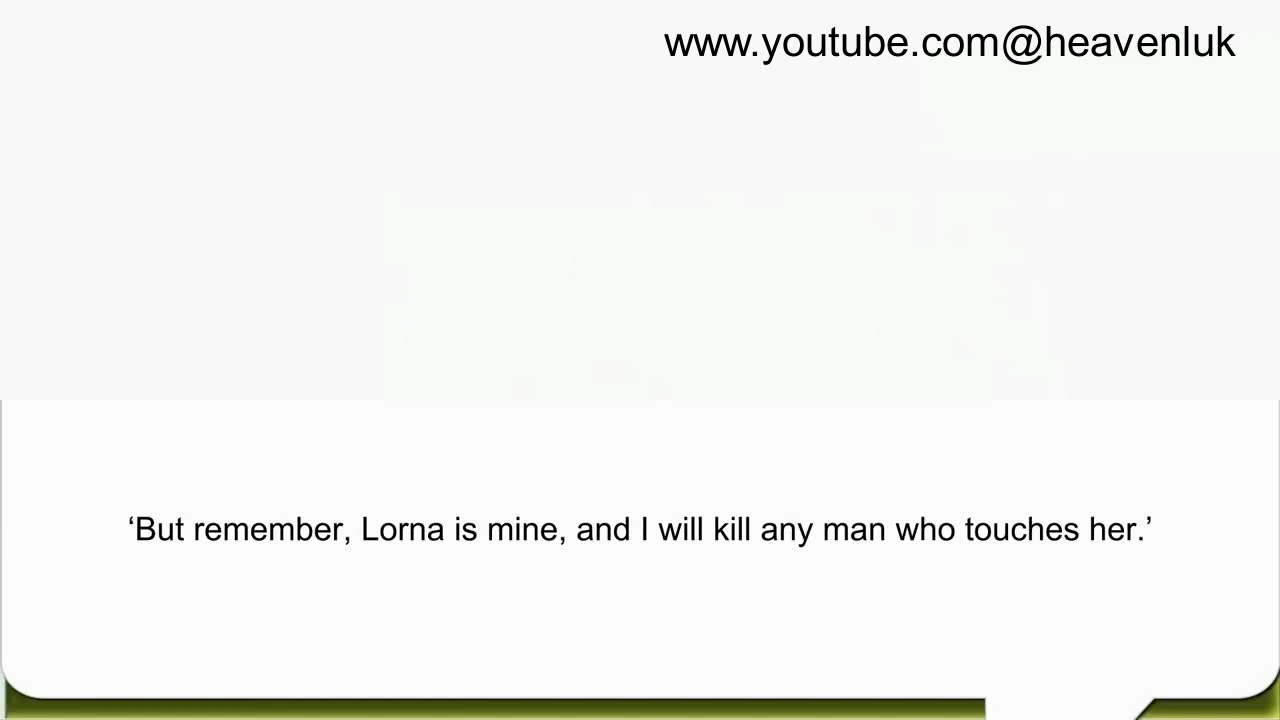 www.youtube.com@heavenluk
‘But remember, Lorna is mine, and I will kill any man who touches her.’